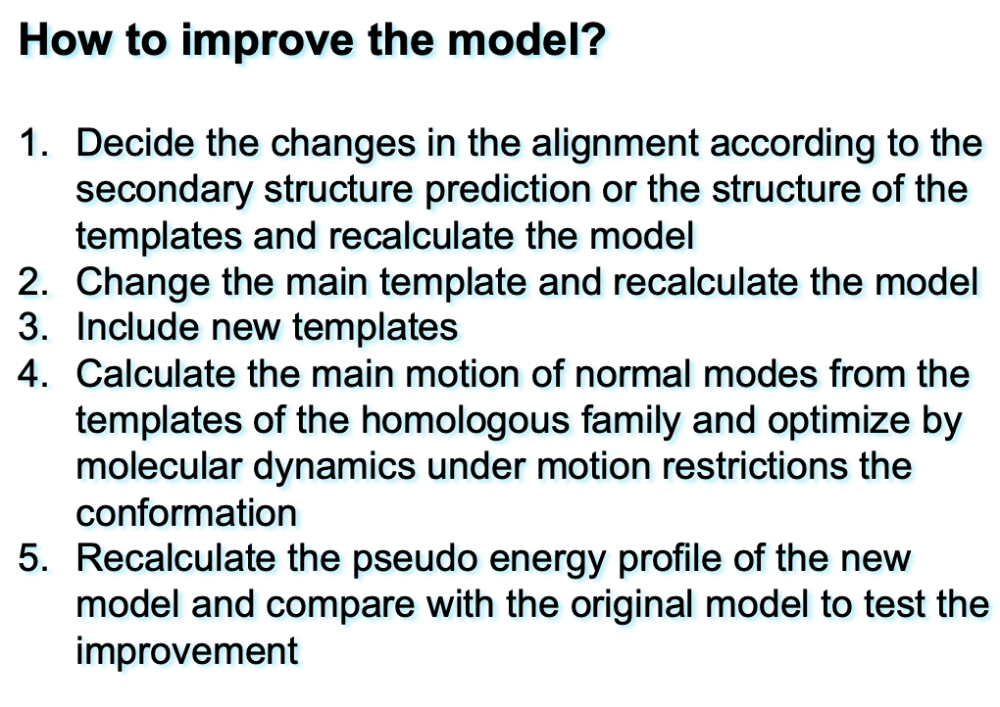 How to improve the model?
1. Decide the changes in the alignment according to the
secondary structure prediction or the structure of the
templates and recalculate the model
2. Change the main template and recalculate the model
3. Include new templates
4. Calculate the main motion of normal modes from the
templates of the homologous family and optimize by
molecular dynamics under motion restrictions the
conformation
5. Recalculate the pseudo energy profile of the new
model and compare with the original model to test the
improvement